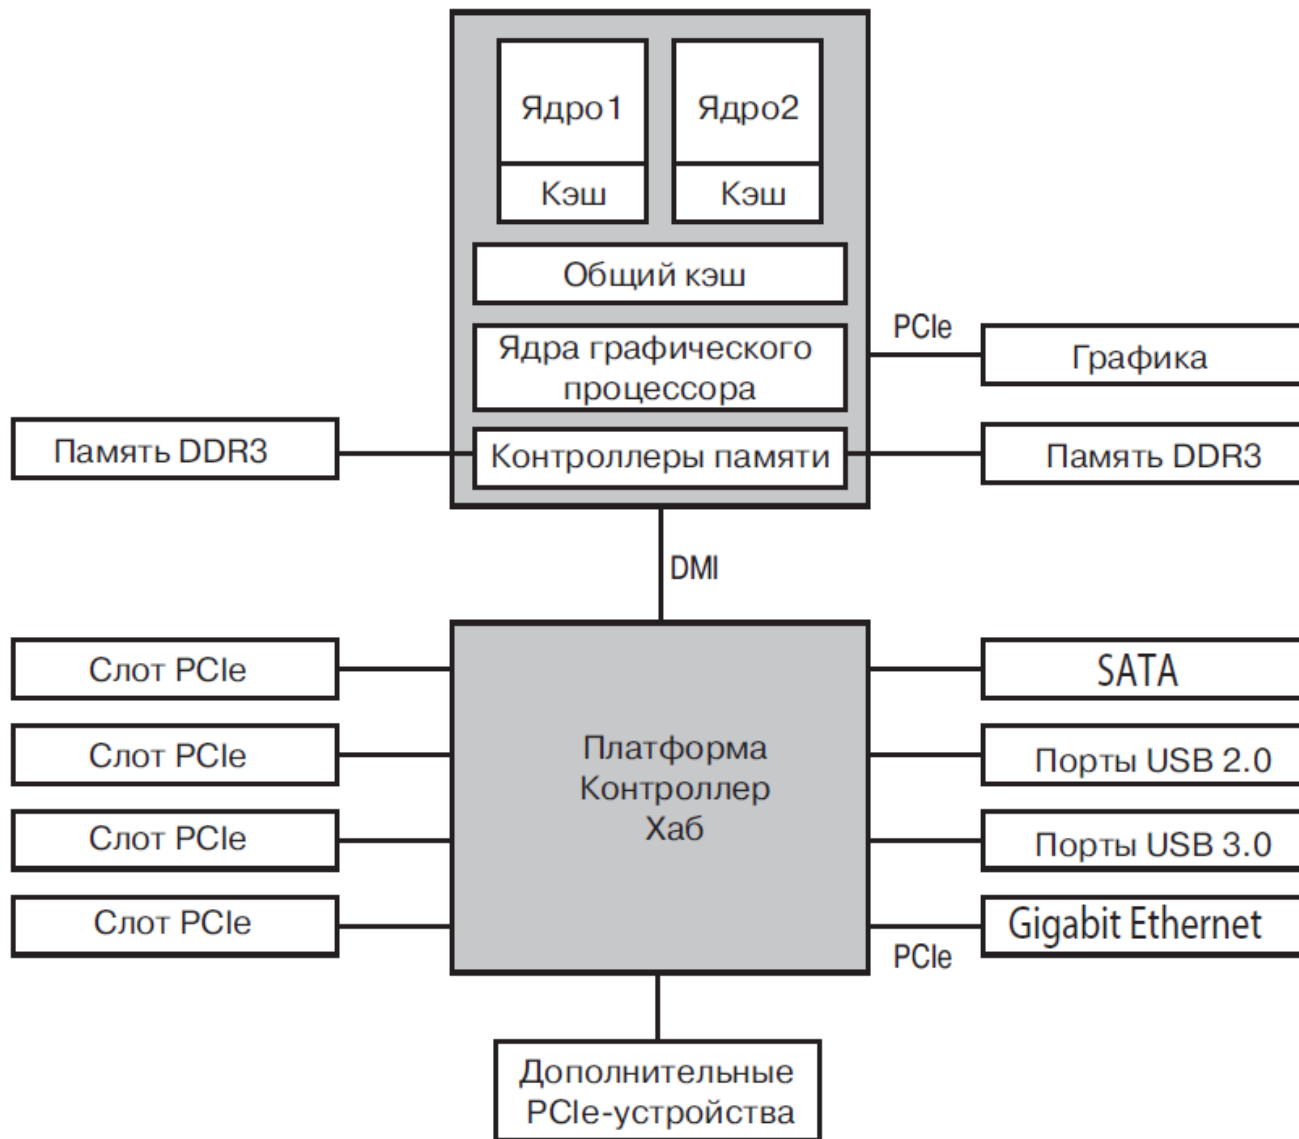 Ядро1
Ядро2
Кэш
Кэш
Общий кэш
Ядра графического
процессора
PCIe
Графика
Память DDR3
Контроллеры памяти
Память DDR3
DMI
Слот PCIe
SATA
Слот PCIe
Порты USB 2.0
Платформа
Контроллер
Хаб
Слот PCIe
Порты USB 3.0
Слот PCIe
Gigabit Ethernet
PCIe
Дополнительные
PCIe-устройства